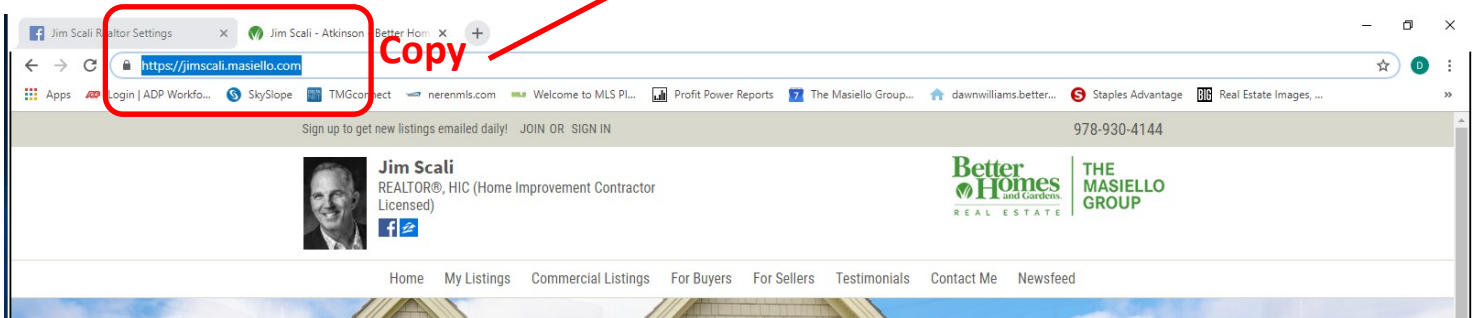 Jim Scali Realtor Settings
Jim Scali - Atkinson - Better Hom
Copy
https://jimscali.masiello.com
D
Apps
Login | ADP Workfo...
SkySlope
TMGconnect
nerenmls.com
Welcome to MLS Pl...
Profit Power Reports
7 The Masiello Group...
dawnwilliams.better...
Staples Advantage
BIG Real Estate Images, ...
Sign up to get new listings emailed daily! JOIN OR SIGN IN
978-930-4144
Jim Scali
REALTOR®, HIC (Home Improvement Contractor
Licensed)
Better
Homes
and Gardens.
REAL ESTATE
THE
MASIELLO
GROUP
Home My Listings Commercial Listings For Buyers For Sellers Testimonials Contact Me Newsfeed